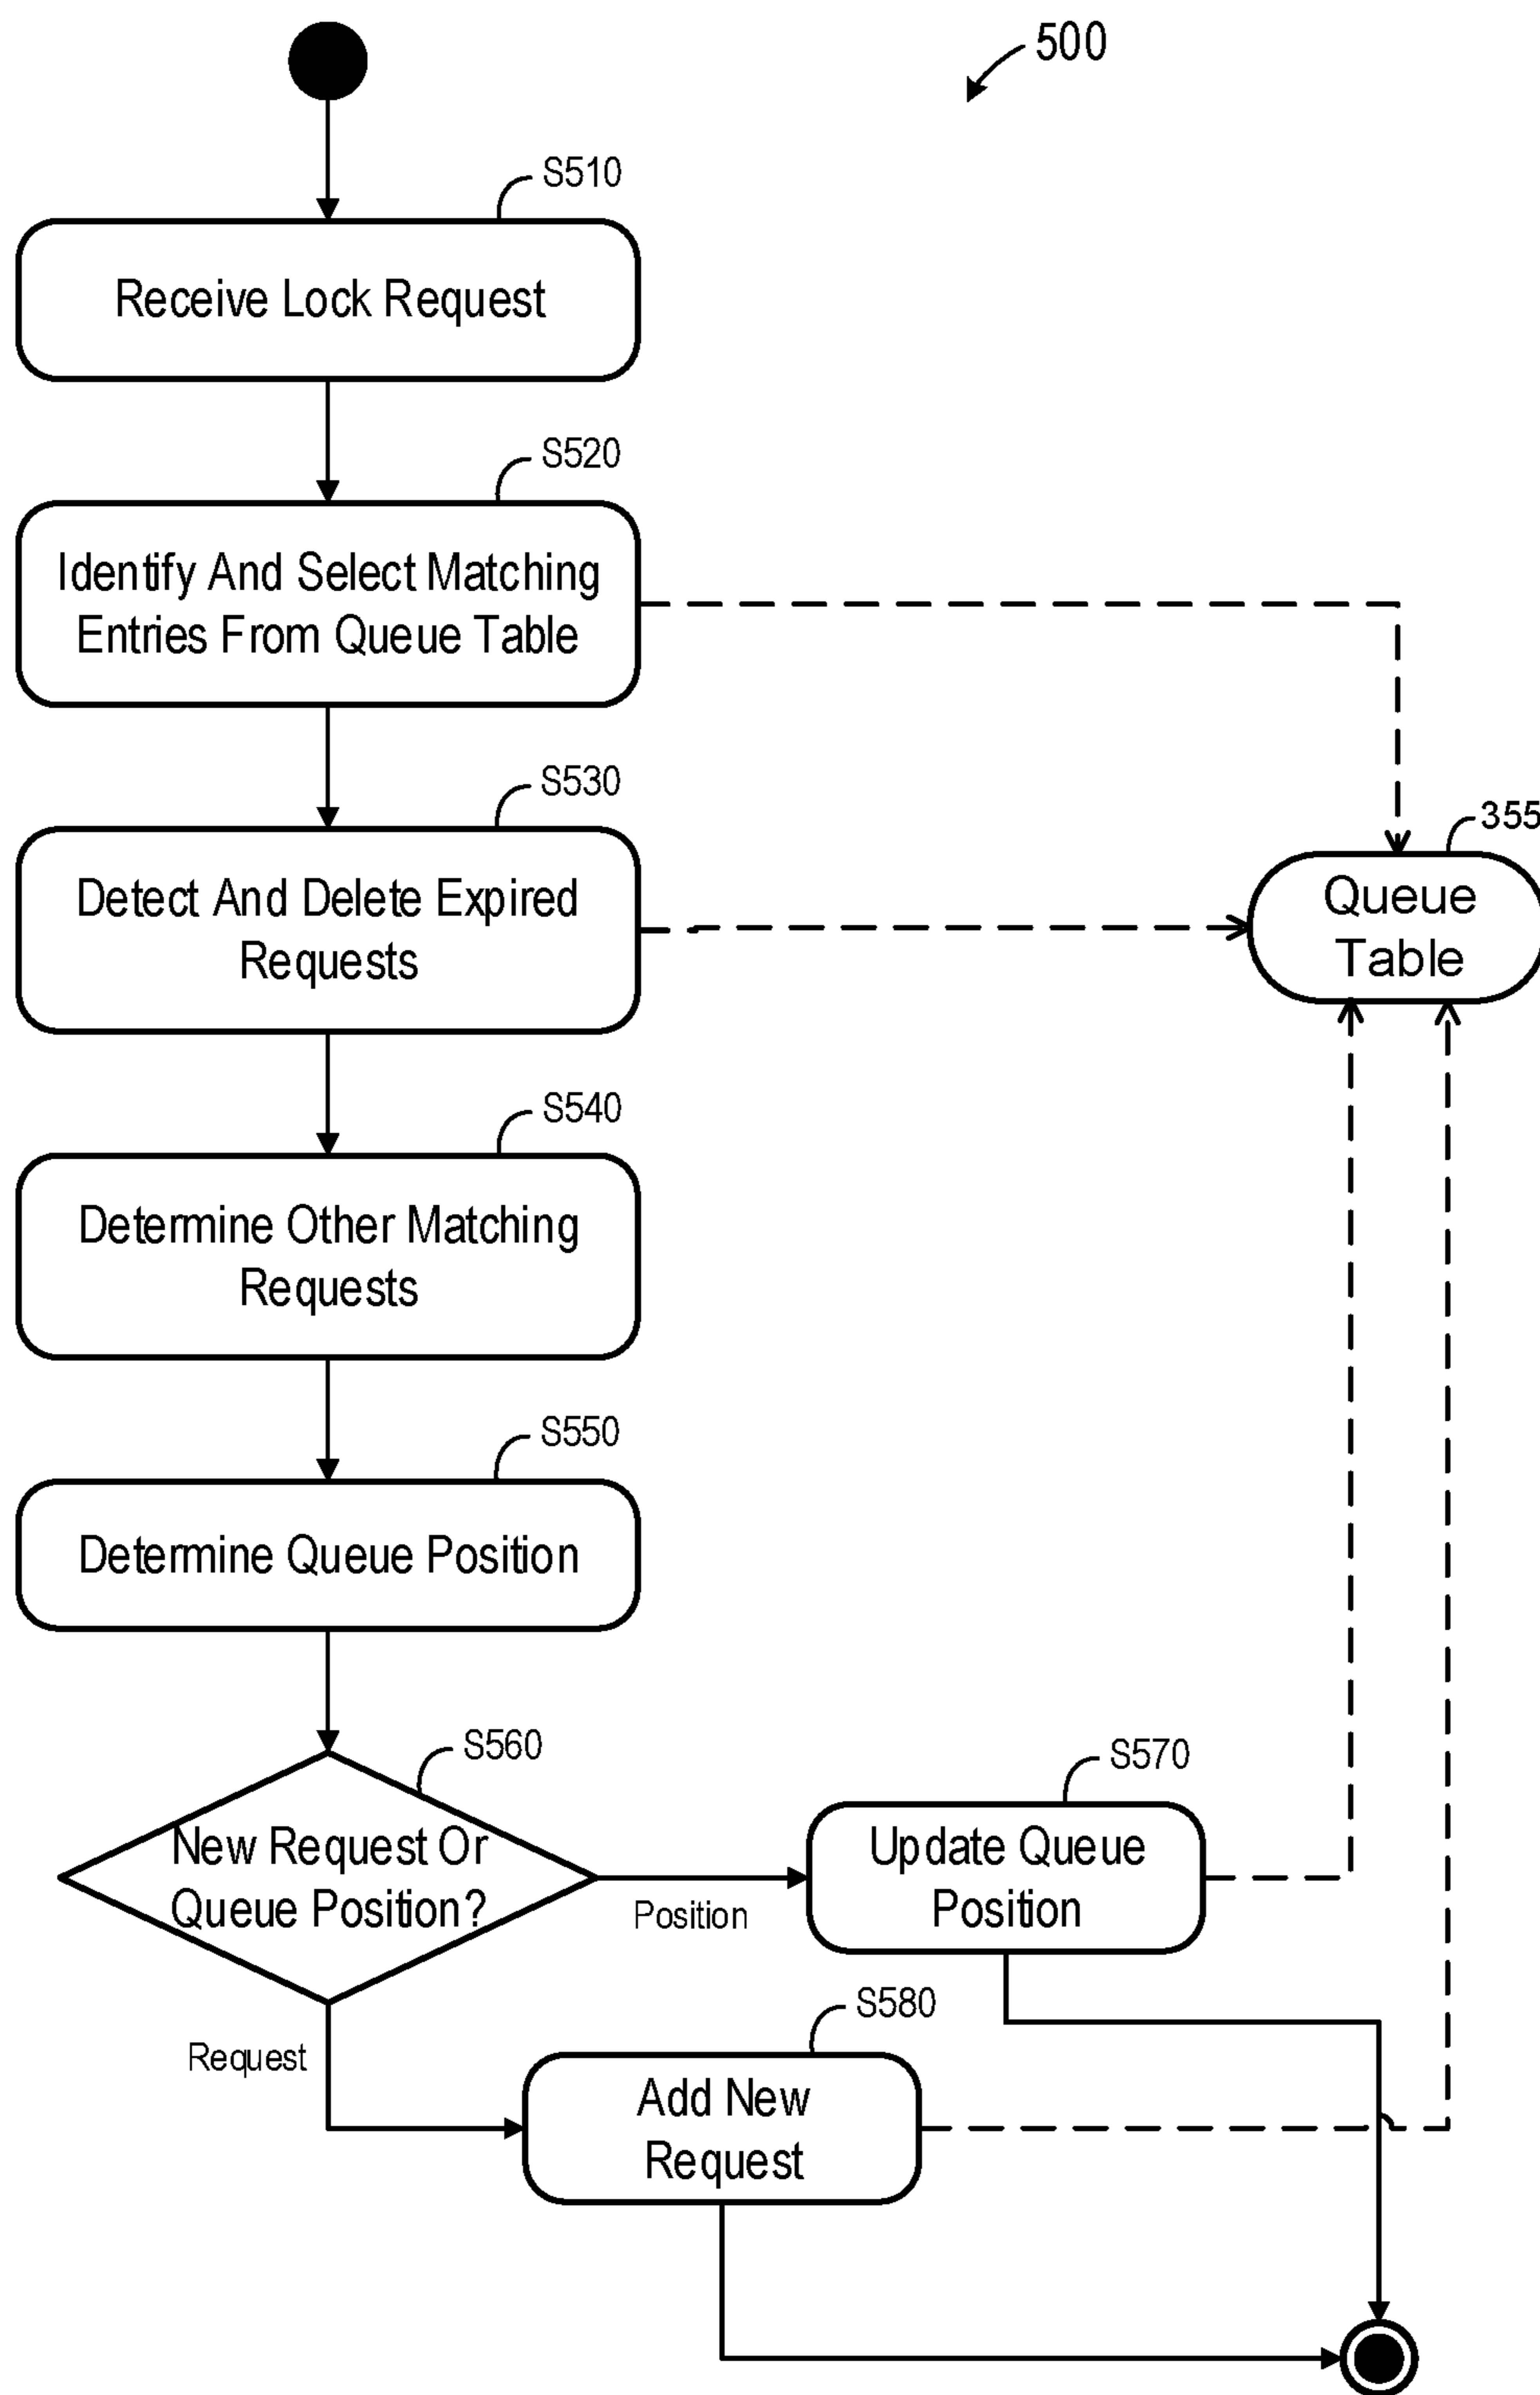 500
S510
Receive Lock Request
S520
Identify And Select Matching
Entries From Queue Table
S530
Detect And Delete Expired
Requests
355
Queue
Table
S540
Determine Other Matching
Requests
S550
Determine Queue Position
S560
New Request Or
Queue Position?
Position
S570
Update Queue
Position
Request
S580
Add New
Request